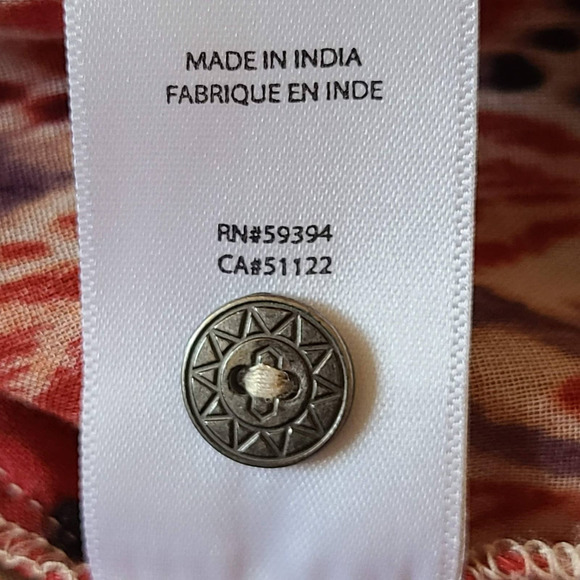 MADE IN INDIA
FABRIQUE EN INDE
RN#59394
CA#51122